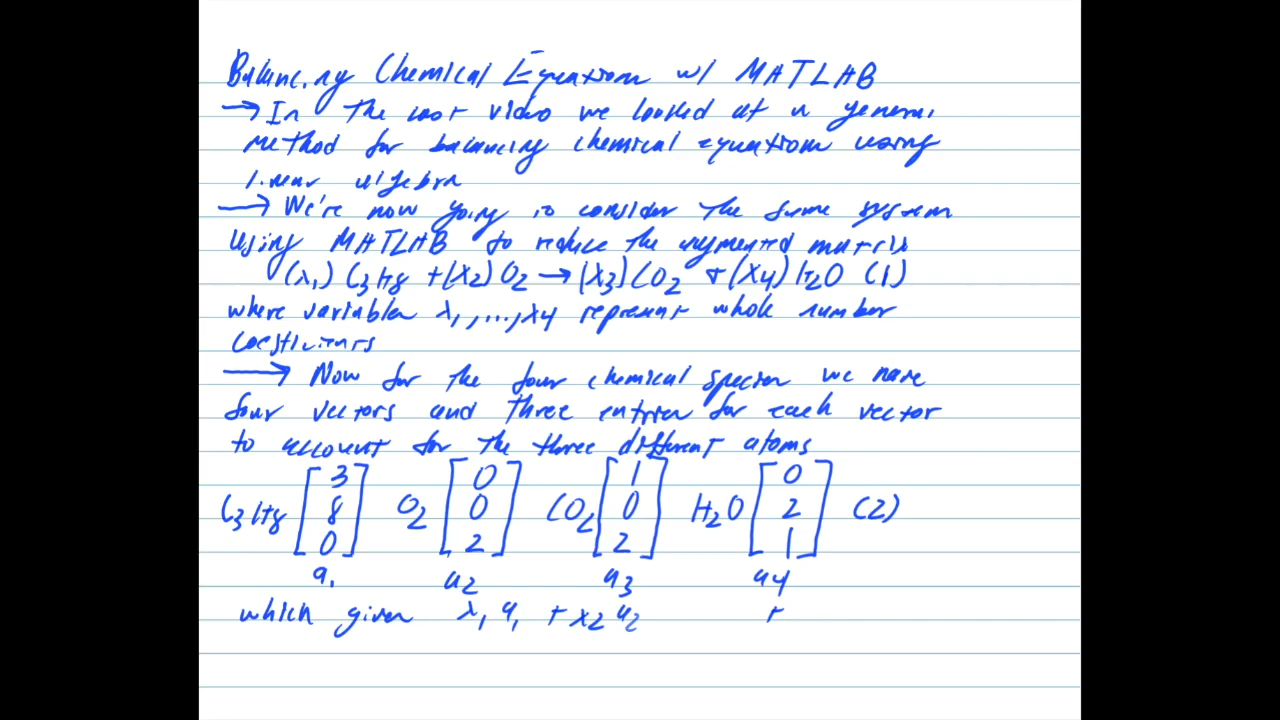 Balancing Chemical Equations w/ MATLAB
→ In the last video we looked at a general
method for balancing chemical equations using
linear algebra
→ We're now going to consider the same system
using MATLAB to reduce the augmented matrix
(x₁) C₃H₈ + (x₂) O₂ → (x₃) CO₂ + (x₄) H₂O (1)
where variables x₁, ..., x₄ represent whole number
coefficients
→ Now for the four chemical species we have
four vectors and three entries for each vector
to account for the three different atoms
C₃H₈ [3 8 0] O₂ [0 0 2] CO₂ [1 0 2] H₂O [0 2 1] (2)
a₁ a₂ a₃ a₄
which given x₁ a₁ + x₂ a₂